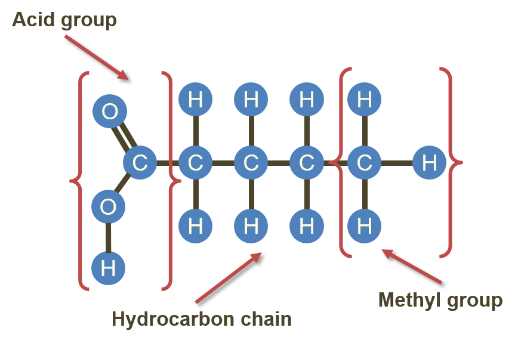 Acid group
H H H H
O
C C C C C H
O
H H H H
H
Hydrocarbon chain
Methyl group